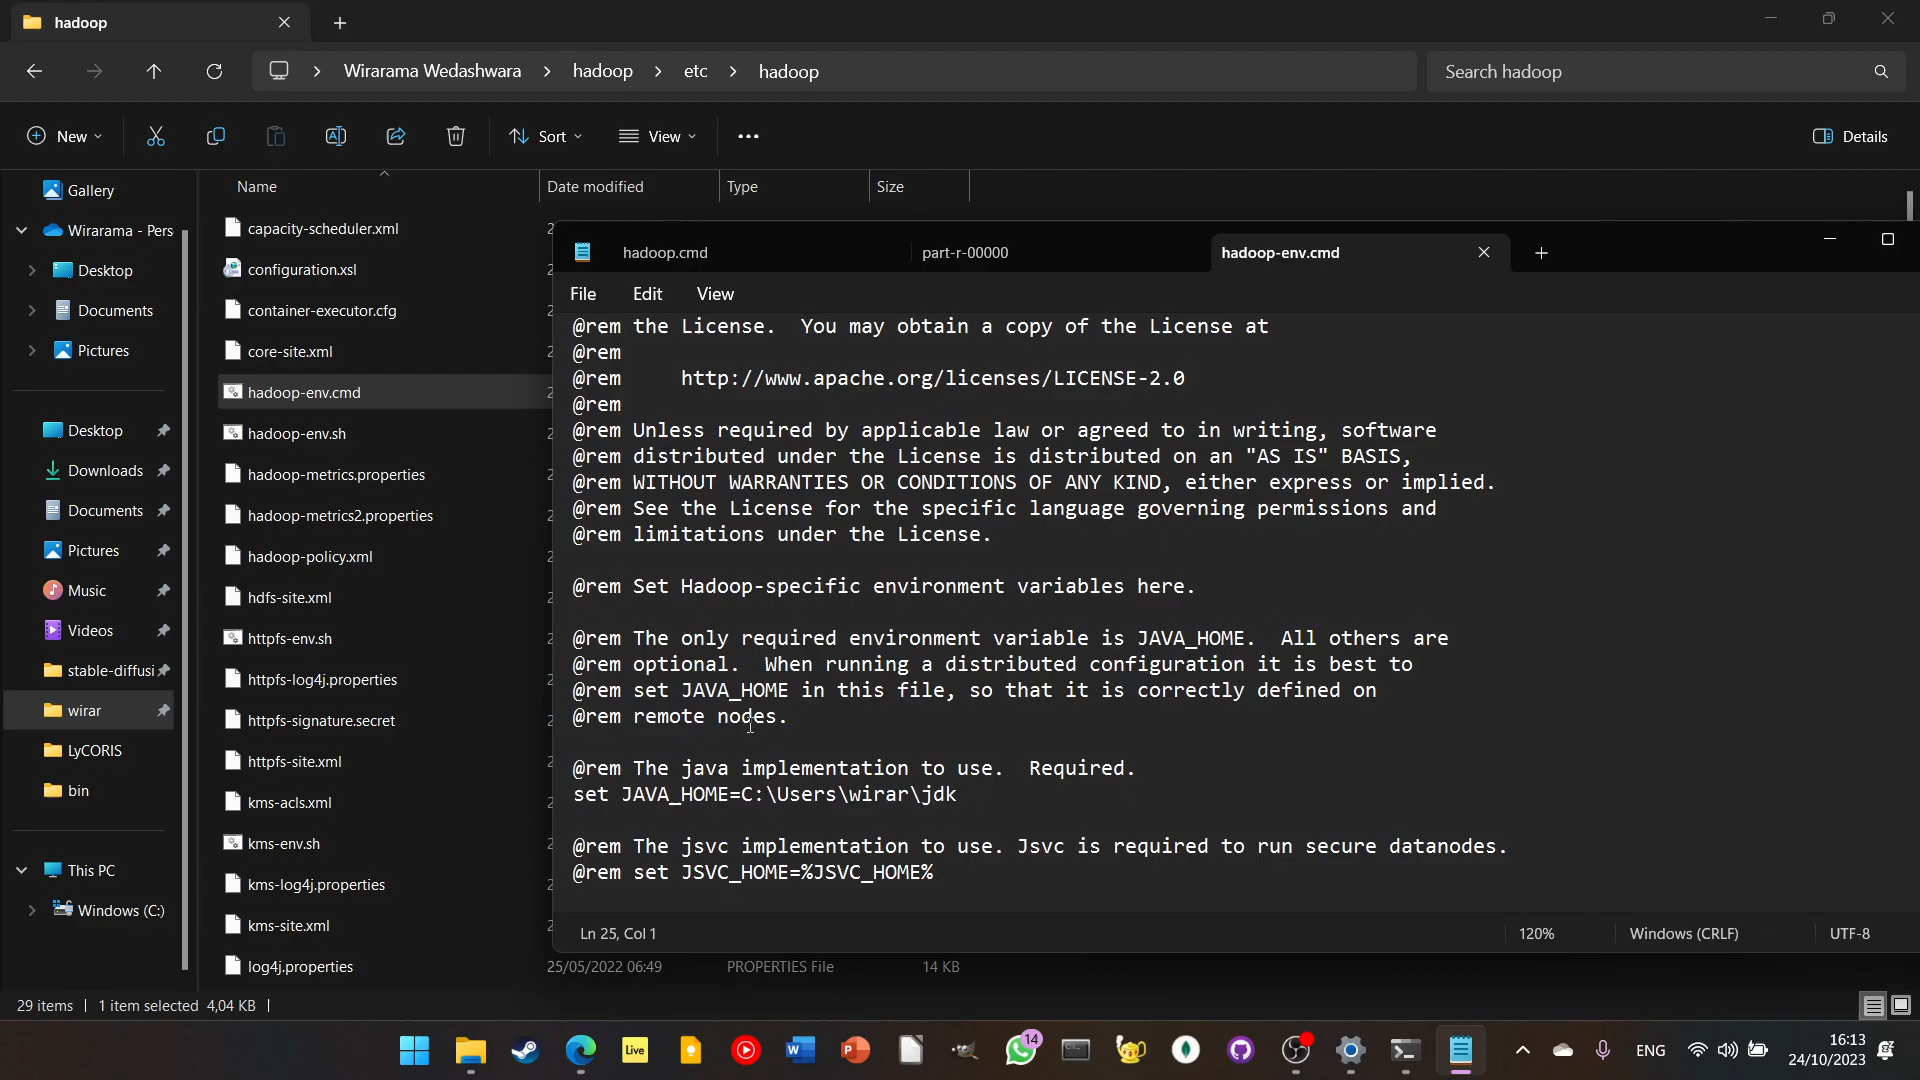 hadoop
Wirarama Wedashwara > hadoop > etc > hadoop
Search hadoop
New
Sort
View
Details
Name
Date modified
Type
Size
Gallery
Wirarama - Pers
Desktop
Documents
Pictures
Desktop
Downloads
Documents
Pictures
Music
Videos
stable-diffusi
wirar
LyCORIS
bin
This PC
Windows (C:)
capacity-scheduler.xml
configuration.xsl
container-executor.cfg
core-site.xml
hadoop-env.cmd
hadoop-env.sh
hadoop-metrics.properties
hadoop-metrics2.properties
hadoop-policy.xml
hdfs-site.xml
httpfs-env.sh
httpfs-log4j.properties
httpfs-signature.secret
httpfs-site.xml
kms-acls.xml
kms-env.sh
kms-log4j.properties
kms-site.xml
log4j.properties 25/05/2022 06:49 PROPERTIES File 14 KB
hadoop.cmd
part-r-00000
hadoop-env.cmd
File Edit View
@rem the License.  You may obtain a copy of the License at
@rem
@rem     http://www.apache.org/licenses/LICENSE-2.0
@rem
@rem Unless required by applicable law or agreed to in writing, software
@rem distributed under the License is distributed on an "AS IS" BASIS,
@rem WITHOUT WARRANTIES OR CONDITIONS OF ANY KIND, either express or implied.
@rem See the License for the specific language governing permissions and
@rem limitations under the License.
@rem Set Hadoop-specific environment variables here.
@rem The only required environment variable is JAVA_HOME.  All others are
@rem optional.  When running a distributed configuration it is best to
@rem set JAVA_HOME in this file, so that it is correctly defined on
@rem remote nodes.
@rem The java implementation to use.  Required.
set JAVA_HOME=C:\Users\wirar\jdk
@rem The jsvc implementation to use. Jsvc is required to run secure datanodes.
@rem set JSVC_HOME=%JSVC_HOME%
Ln 25, Col 1
120%
Windows (CRLF)
UTF-8
29 items
1 item selected 4,04 KB
Live
14
ENG
16:13
24/10/2023